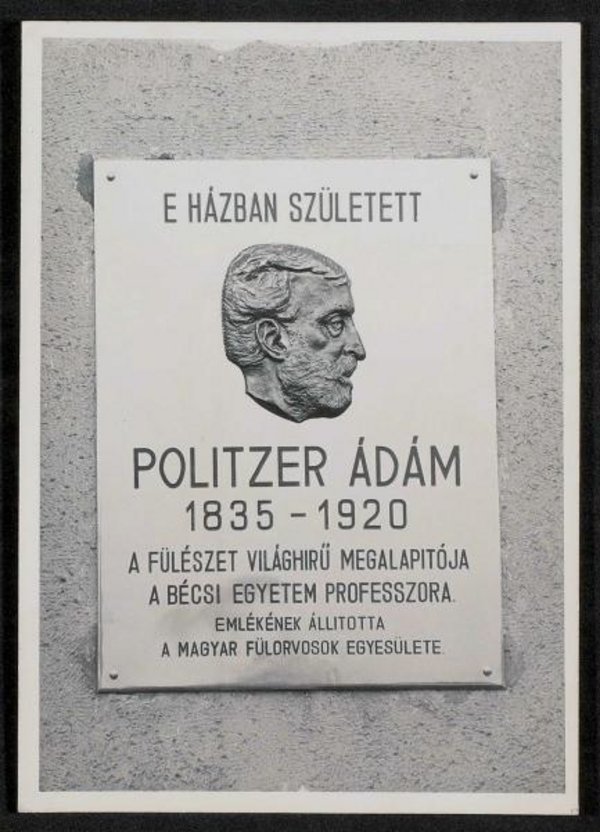 E HÁZBAN SZÜLETETT
POLITZER ÁDÁM
1835 – 1920
A FÜLÉSZET VILÁGHIRŰ MEGALAPITÓJA
A BÉCSI EGYETEM PROFESSZORA.
EMLÉKÉNEK ÁLLITOTTA
A MAGYAR FÜLORVOSOK EGYESÜLETE